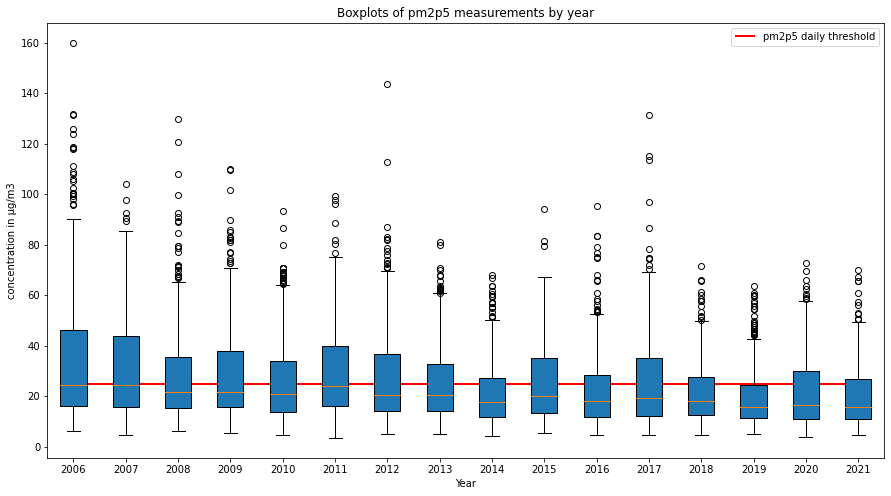 Boxplots of pm2p5 measurements by year
pm2p5 daily threshold
concentration in µg/m3
160
140
120
100
80
60
40
20
0
2006 2007 2008 2009 2010 2011 2012 2013 2014 2015 2016 2017 2018 2019 2020 2021
Year